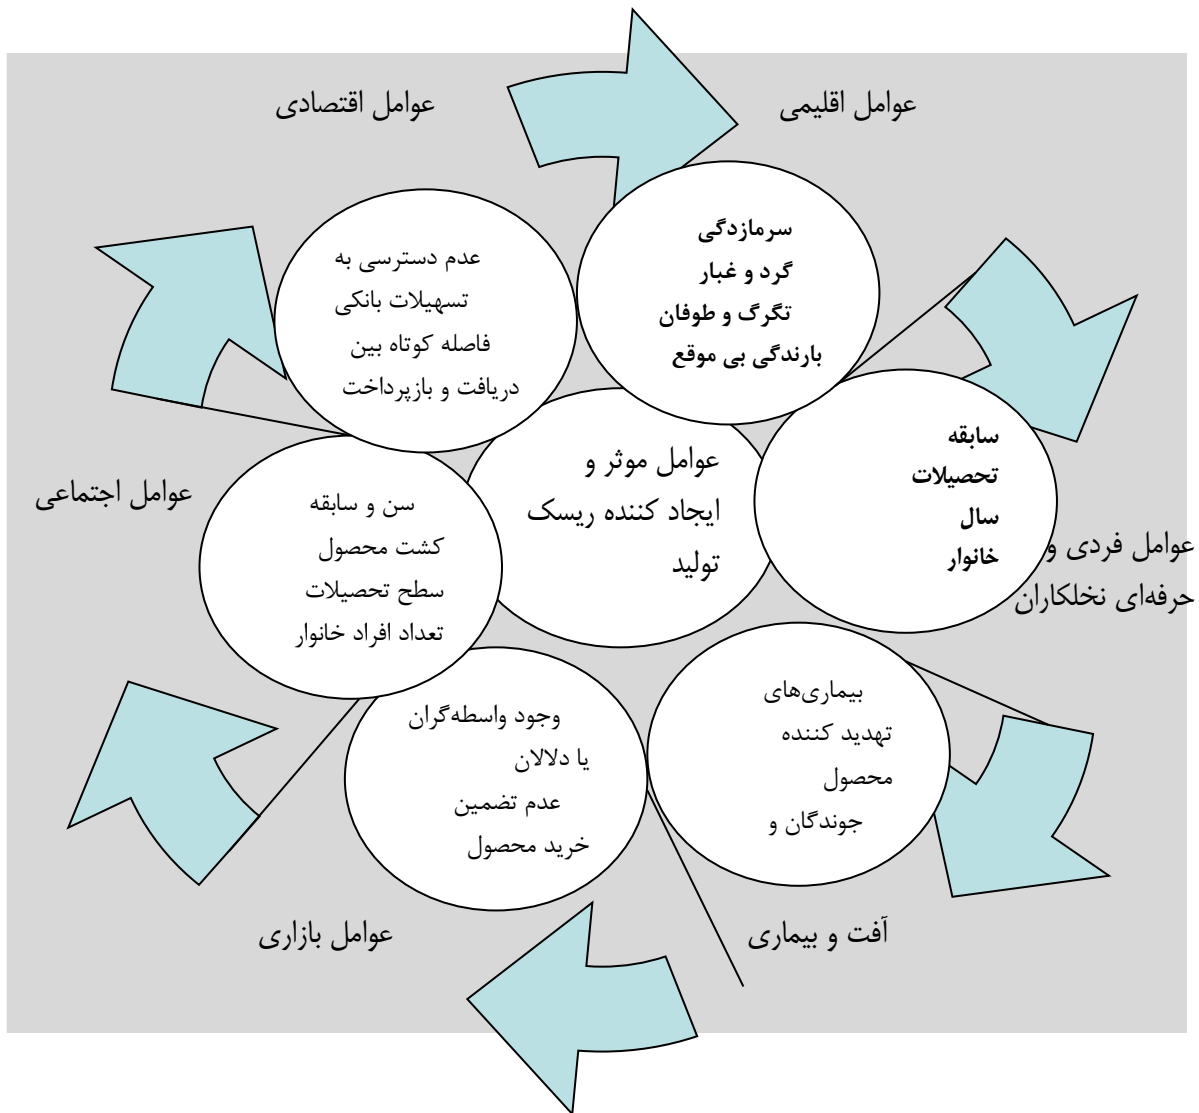 عوامل اقتصادی
عوامل اقلیمی
سرمازدگی
گرد و غبار
تگرگ و طوفان
بارندگی بی موقع
عدم دسترسی به
تسهیلات بانکی
فاصله کوتاه بین
دریافت و بازپرداخت
سابقه
تحصیلات
سال
خانوار
عوامل فردی و
حرفه‌ای نخلکاران
عوامل موثر و
ایجاد کننده ریسک
تولید
عوامل اجتماعی
سن و سابقه
کشت محصول
سطح تحصیلات
تعداد افراد خانوار
بیماری‌های
تهدید کننده
محصول
جوندگان و
وجود واسطه‌گران
یا دلالان
عدم تضمین
خرید محصول
آفت و بیماری
عوامل بازاری